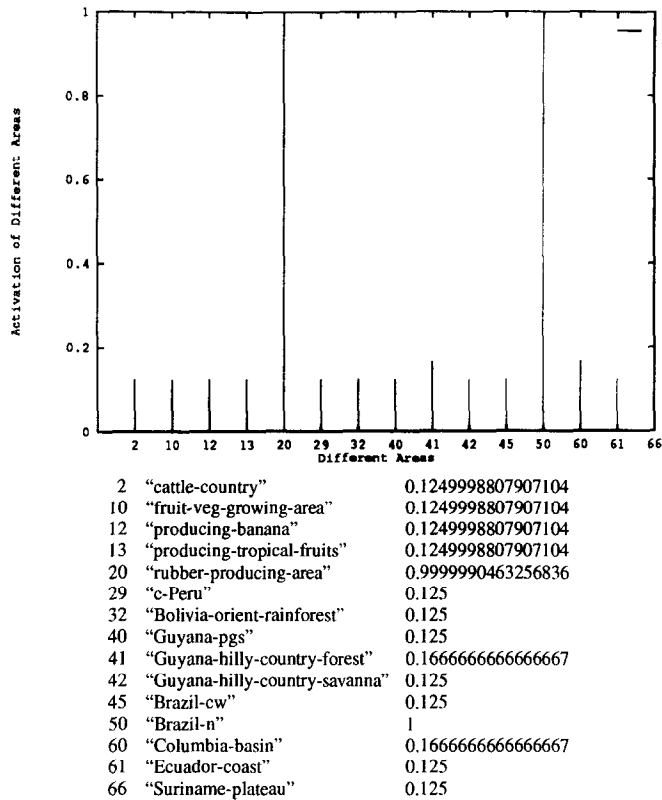 1
0.8
0.6
0.4
0.2
0
Activation of Different Areas
2 10 12 13 20 29 32 40 41 42 45 50 60 61 66
Different Areas
2 "cattle-country" 0.1249998807907104
10 "fruit-veg-growing-area" 0.1249998807907104
12 "producing-banana" 0.1249998807907104
13 "producing-tropical-fruits" 0.1249998807907104
20 "rubber-producing-area" 0.9999990463256836
29 "c-Peru" 0.125
32 "Bolivia-orient-rainforest" 0.125
40 "Guyana-pgs" 0.125
41 "Guyana-hilly-country-forest" 0.1666666666666667
42 "Guyana-hilly-country-savanna" 0.125
45 "Brazil-cw" 0.125
50 "Brazil-n" 1
60 "Columbia-basin" 0.1666666666666667
61 "Ecuador-coast" 0.125
66 "Suriname-plateau" 0.125